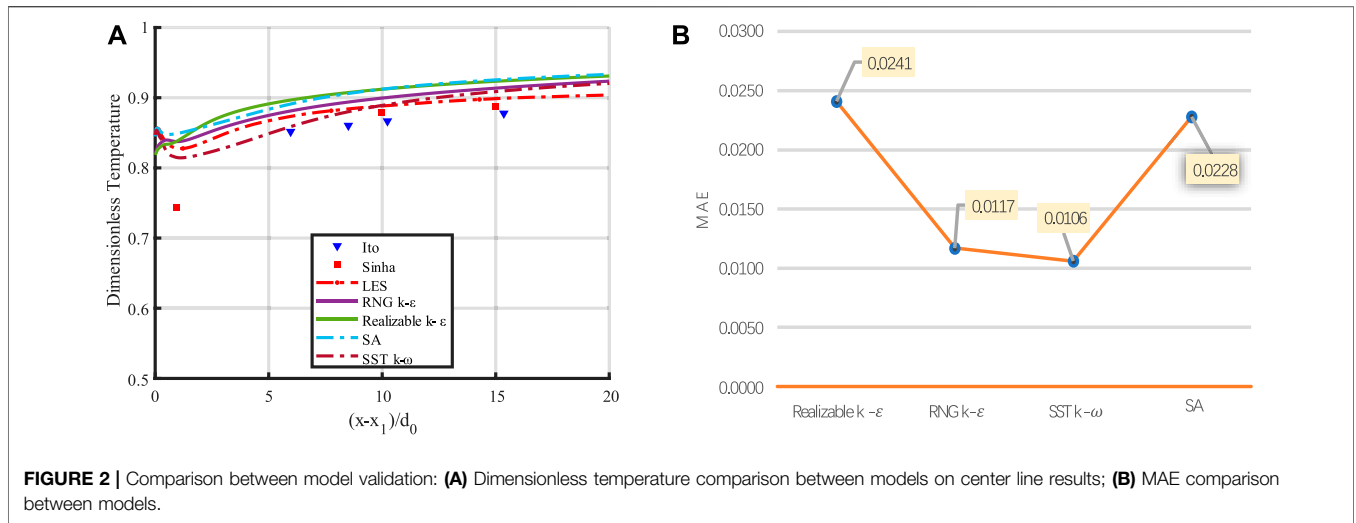 A
Dimensionless Temperature
1
0.9
0.8
0.7
0.6
0.5
0
5
10
15
20
(x-x1)/d0
Ito
Sinha
LES
RNG k-ε
Realizable k- ε
SA
SST k-ω
B
MAE
0.0300
0.0250
0.0200
0.0150
0.0100
0.0050
0.0000
0.0241
0.0117
0.0106
0.0228
Realizable k -ε
RNG k-ε
SST k-ω
SA
FIGURE 2 | Comparison between model validation: (A) Dimensionless temperature comparison between models on center line results; (B) MAE comparison
between models.